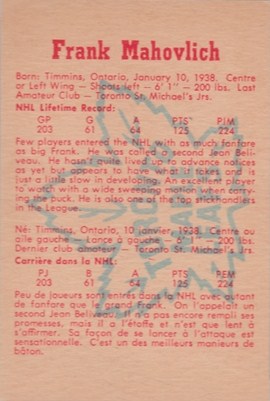 Frank Mahovlich
Born: Timmins, Ontario, January 10, 1938. Centre
or Left Wing — Shoots left — 6' 1" — 200 lbs. Last
Amateur Club — Toronto St. Michael's Jrs.
NHL Lifetime Record:
GP G A PTS PIM
203 61 64 125 224
Few players entered the NHL with as much fanfare
as big Frank. He was called a second Jean Beli-
veau. He hasn't quite lived up to advance notices
as yet but appears to have what it takes and is
just a little slow in developing. An excellent player
to watch with a wide sweeping motion when carry-
ing the puck. He is also one of the top stickhandlers
in the League.
Né: Timmins, Ontario, 10 janvier, 1938. Centre ou
aile gauche — lance à gauche — 6' — 200 lbs.
Dernier club amateur — Toronto St. Michael's Jrs.
Carrière dans la NHL:
PJ B A PTS REM
203 61 64 125 224
Peu de joueurs sont entrés dans la NHL avec autant
de fanfare que le grand Frank. On l'appelait un
second Jean Beliveau. Il n'a pas encore rempli ses
promesses, mais il a l'étoffe et n'est que lent à
s'affirmer. Sa façon de se lancer à l'attaque est
sensationnelle. C'est un des meilleurs manieurs de
bâton.